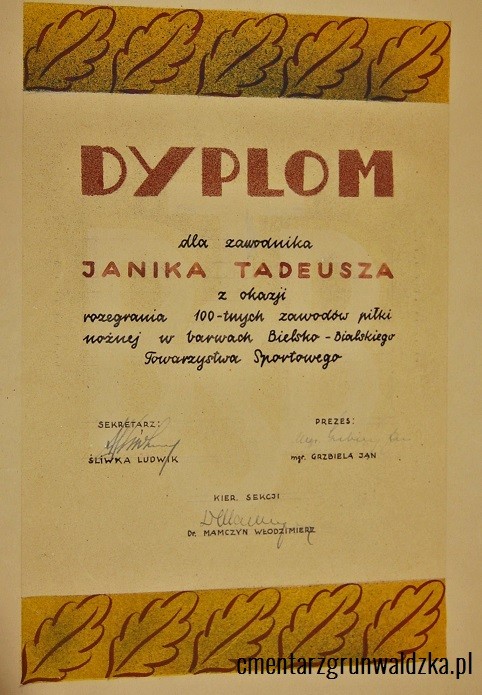 DYPLOM
dla zawodnika
JANIKA TADEUSZA
z okazji
rozegrania 100-tnych zawodów piłki
nożnej w barwach Bielsko-Bialskiego
Towarzystwa Sportowego
SEKRETARZ:
ŚLIWKA LUDWIK
PREZES:
mgr. GRZBIELA JAN
KIER. SEKCJI
Dr. MAMCZYN WŁODZIMIERZ
cmentarzgrunwaldzka.pl